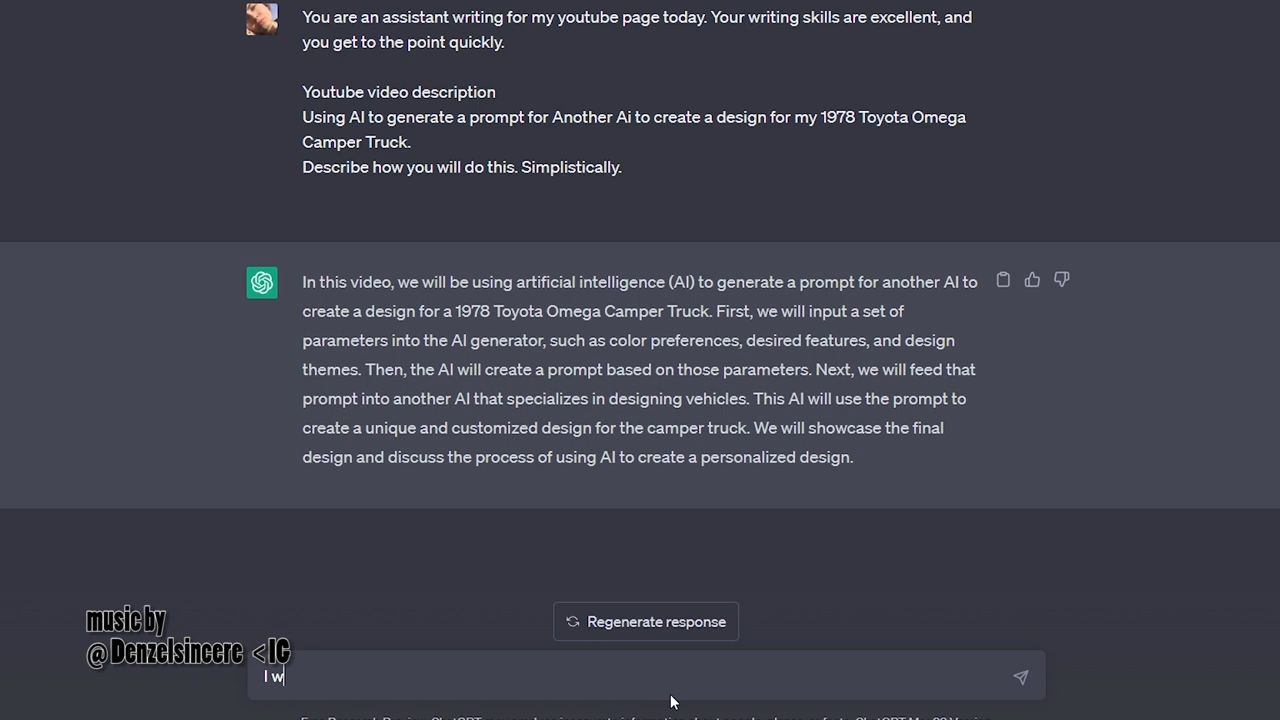 You are an assistant writing for my youtube page today. Your writing skills are excellent, and
you get to the point quickly.
Youtube video description
Using AI to generate a prompt for Another Ai to create a design for my 1978 Toyota Omega
Camper Truck.
Describe how you will do this. Simplistically.
In this video, we will be using artificial intelligence (AI) to generate a prompt for another AI to
create a design for a 1978 Toyota Omega Camper Truck. First, we will input a set of
parameters into the AI generator, such as color preferences, desired features, and design
themes. Then, the AI will create a prompt based on those parameters. Next, we will feed that
prompt into another AI that specializes in designing vehicles. This AI will use the prompt to
create a unique and customized design for the camper truck. We will showcase the final
design and discuss the process of using AI to create a personalized design.
Regenerate response
music by
@Denzelsincere <IG
I w